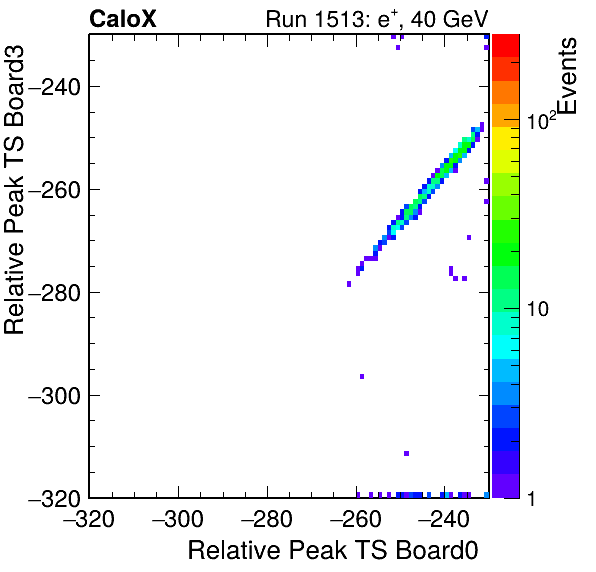 CaloX Run 1513: e⁺, 40 GeV
Relative Peak TS Board3
−240
−260
−280
−300
−320
−320 −300 −280 −260 −240
Relative Peak TS Board0
Events
10²
10
1